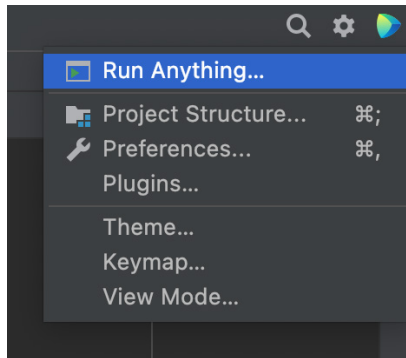 Run Anything...
Project Structure... ⌘;
Preferences... ⌘,
Plugins...
Theme...
Keymap...
View Mode...